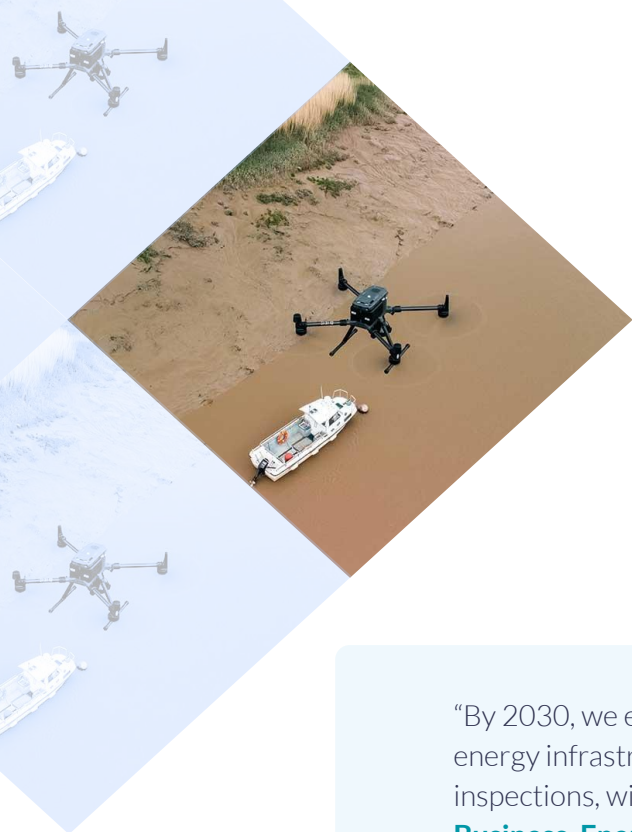 “By 2030, we e
energy infrastr
inspections, wi